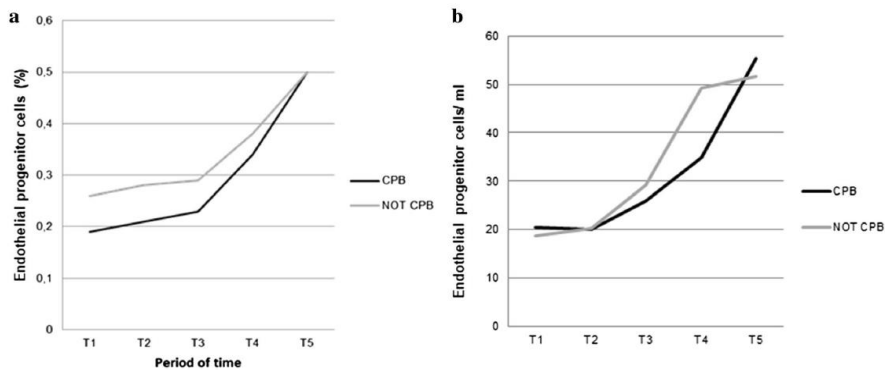 a
0,6
0,5
0,4
0,3
0,2
0,1
0
Endothelial progenitor cells (%)
T1 T2 T3 T4 T5
Period of time
CPB
NOT CPB
b
60
50
40
30
20
10
0
Endothelial progenitor cells/ ml
T1 T2 T3 T4 T5
CPB
NOT CPB